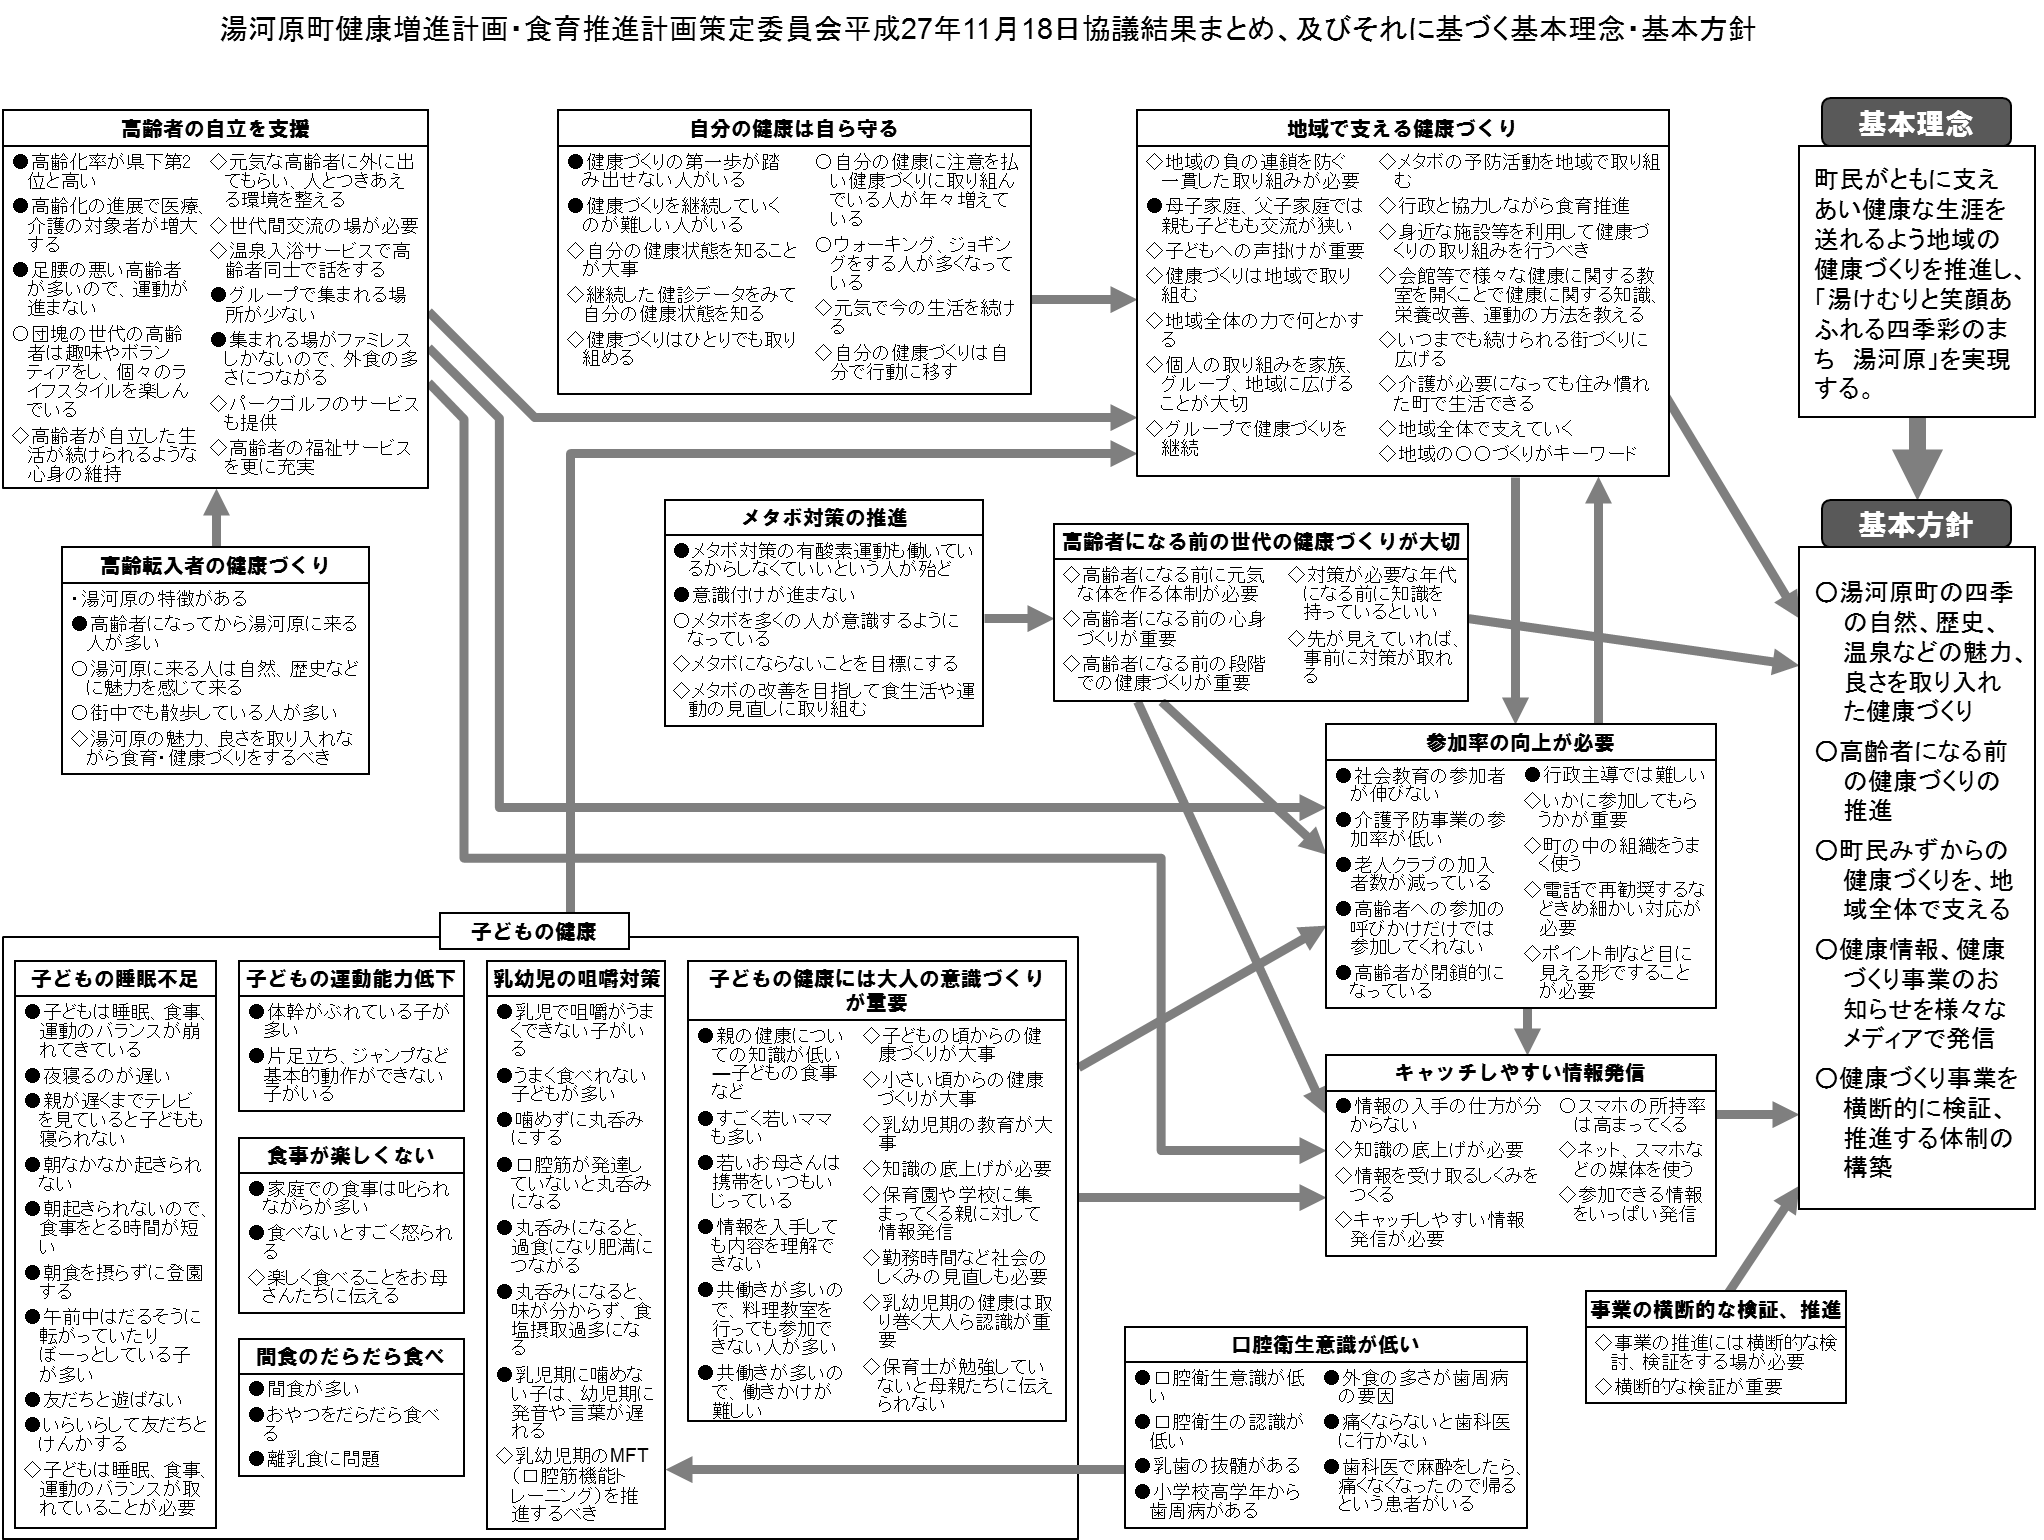 湯河原町健康増進計画・食育推進計画策定委員会平成27年11月18日協議結果まとめ、及びそれに基づく基本理念・基本方針
高齢者の自立を支援
●高齢化率が県下第2
位と高い
●高齢化の進展で医療、
介護の対象者が増大
する
●足腰の悪い高齢者
が多いので、運動が
進まない
○団塊の世代の高齢
者は趣味やボラン
ティアをし、個々のラ
イフスタイルを楽しん
でいる
◇高齢者が自立した生
活が続けられるような
心身の維持
◇元気な高齢者に外に出
てもらい、人とつきあえ
る環境を整える
◇世代間交流の場が必要
◇温泉入浴サービスで高
齢者同士で話をする
●グループで集まれる場
所が少ない
●集まれる場がファミレス
しかないので、外食の多
さにつながる
◇パークゴルフのサービス
も提供
◇高齢者の福祉サービス
を更に充実
自分の健康は自ら守る
●健康づくりの第一歩が踏
み出せない人がいる
●健康づくりを継続していく
のが難しい人がいる
◇自分の健康状態を知ること
が大事
◇継続した健診データをみて
自分の健康状態を知る
◇健康づくりはひとりでも取り
組める
○自分の健康に注意を払
い健康づくりに取り組ん
でいる人が年々増えて
いる
○ウォーキング、ジョギン
グをする人が多くなって
いる
◇元気で今の生活を続け
る
◇自分の健康づくりは自
分で行動に移す
地域で支える健康づくり
◇地域の負の連鎖を防ぐ
一貫した取り組みが必要
●母子家庭、父子家庭では
親も子どもも交流が狭い
◇子どもへの声掛けが重要
◇健康づくりは地域で取り
組む
◇地域全体の力で何とかす
る
◇個人の取り組みを家族、
グループ、地域に広げる
ことが大切
◇グループで健康づくりを
継続
◇メタボの予防活動を地域で取り組
む
◇行政と協力しながら食育推進
◇身近な施設等を利用して健康づ
くりの取り組みを行うべき
◇会館等で様々な健康に関する教
室を開くことで健康に関する知識、
栄養改善、運動の方法を教える
◇いつまでも続けられる街づくりに
広げる
◇介護が必要になっても住み慣れ
た町で生活できる
◇地域全体で支えていく
◇地域の○○づくりがキーワード
基本理念
町民がともに支え
あい健康な生涯を
送れるよう地域の
健康づくりを推進し、
「湯けむりと笑顔あ
ふれる四季彩のま
ち　湯河原」を実現
する。
高齢転入者の健康づくり
・湯河原の特徴がある
●高齢者になってから湯河原に来る
人が多い
○湯河原に来る人は自然、歴史など
に魅力を感じて来る
○街中でも散歩している人が多い
◇湯河原の魅力、良さを取り入れな
がら食育・健康づくりをするべき
メタボ対策の推進
●メタボ対策の有酸素運動も働いてい
るからしなくていいという人が殆ど
●意識付けが進まない
○メタボを多くの人が意識するように
なっている
◇メタボにならないことを目標にする
◇メタボの改善を目指して食生活や運
動の見直しに取り組む
高齢者になる前の世代の健康づくりが大切
◇高齢者になる前に元気
な体を作る体制が必要
◇高齢者になる前の心身
づくりが重要
◇高齢者になる前の段階
での健康づくりが重要
◇対策が必要な年代
になる前に知識を
持っているといい
◇先が見えていれば、
事前に対策が取れ
る
基本方針
○湯河原町の四季
の自然、歴史、
温泉などの魅力、
良さを取り入れ
た健康づくり
○高齢者になる前
の健康づくりの
推進
○町民みずからの
健康づくりを、地
域全体で支える
○健康情報、健康
づくり事業のお
知らせを様々な
メディアで発信
○健康づくり事業を
横断的に検証、
推進する体制の
構築
参加率の向上が必要
●社会教育の参加者
が伸びない
●介護予防事業の参
加率が低い
●老人クラブの加入
者数が減っている
●高齢者への参加の
呼びかけだけでは
参加してくれない
●高齢者が閉鎖的に
なっている
●行政主導では難しい
◇いかに参加してもら
うかが重要
◇町の中の組織をうま
く使う
◇電話で再勧奨するな
どきめ細かい対応が
必要
◇ポイント制など目に
見える形ですること
が必要
子どもの健康
子どもの睡眠不足
●子どもは睡眠、食事、
運動のバランスが崩
れてきている
●夜寝るのが遅い
●親が遅くまでテレビ
を見ていると子どもも
寝られない
●朝なかなか起きられ
ない
●朝起きられないので、
食事をとる時間が短
い
●朝食を摂らずに登園
する
●午前中はだるそうに
転がっていたり
ぼーっとしている子
が多い
●友だちと遊ばない
●いらいらして友だちと
けんかする
◇子どもは睡眠、食事、
運動のバランスが取
れていることが必要
子どもの運動能力低下
●体幹がぶれている子が
多い
●片足立ち、ジャンプなど
基本的動作ができない
子がいる
食事が楽しくない
●家庭での食事は叱られ
ながらが多い
●食べないとすごく怒られ
る
◇楽しく食べることをお母
さんたちに伝える
間食のだらだら食べ
●間食が多い
●おやつをだらだら食べ
る
●離乳食に問題
乳幼児の咀嚼対策
●乳児で咀嚼がうま
くできない子がい
る
●うまく食べれない
子どもが多い
●噛めずに丸呑み
にする
●口腔筋が発達し
ていないと丸呑み
になる
●丸呑みになると、
過食になり肥満に
つながる
●丸呑みになると、
味が分からず、食
塩摂取過多にな
る
●乳児期に噛めな
い子は、幼児期に
発音や言葉が遅
れる
◇乳幼児期のMFT
（口腔筋機能ト
レーニング）を推
進するべき
子どもの健康には大人の意識づくり
が重要
●親の健康につい
ての知識が低い
ー子どもの食事
など
●すごく若いママ
も多い
●若いお母さんは
携帯をいつもい
じっている
●情報を入手して
も内容を理解で
きない
●共働きが多いの
で、料理教室を
行っても参加で
きない人が多い
●共働きが多いの
で、働きかけが
難しい
◇子どもの頃からの健
康づくりが大事
◇小さい頃からの健康
づくりが大事
◇乳幼児期の教育が大
事
◇知識の底上げが必要
◇保育園や学校に集
まってくる親に対して
情報発信
◇勤務時間など社会の
しくみの見直しも必要
◇乳幼児期の健康は取
り巻く大人ら認識が重
要
◇保育士が勉強してい
ないと母親たちに伝え
られない
キャッチしやすい情報発信
●情報の入手の仕方が分
からない
◇知識の底上げが必要
◇情報を受け取るしくみを
つくる
◇キャッチしやすい情報
発信が必要
○スマホの所持率
は高まってくる
◇ネット、スマホな
どの媒体を使う
◇参加できる情報
をいっぱい発信
事業の横断的な検証、推進
◇事業の推進には横断的な検
討、検証をする場が必要
◇横断的な検証が重要
口腔衛生意識が低い
●口腔衛生意識が低
い
●口腔衛生の認識が
低い
●乳歯の抜髄がある
●小学校高学年から
歯周病がある
●外食の多さが歯周病
の要因
●痛くならないと歯科医
に行かない
●歯科医で麻酔をしたら、
痛くなくなったので帰る
という患者がいる